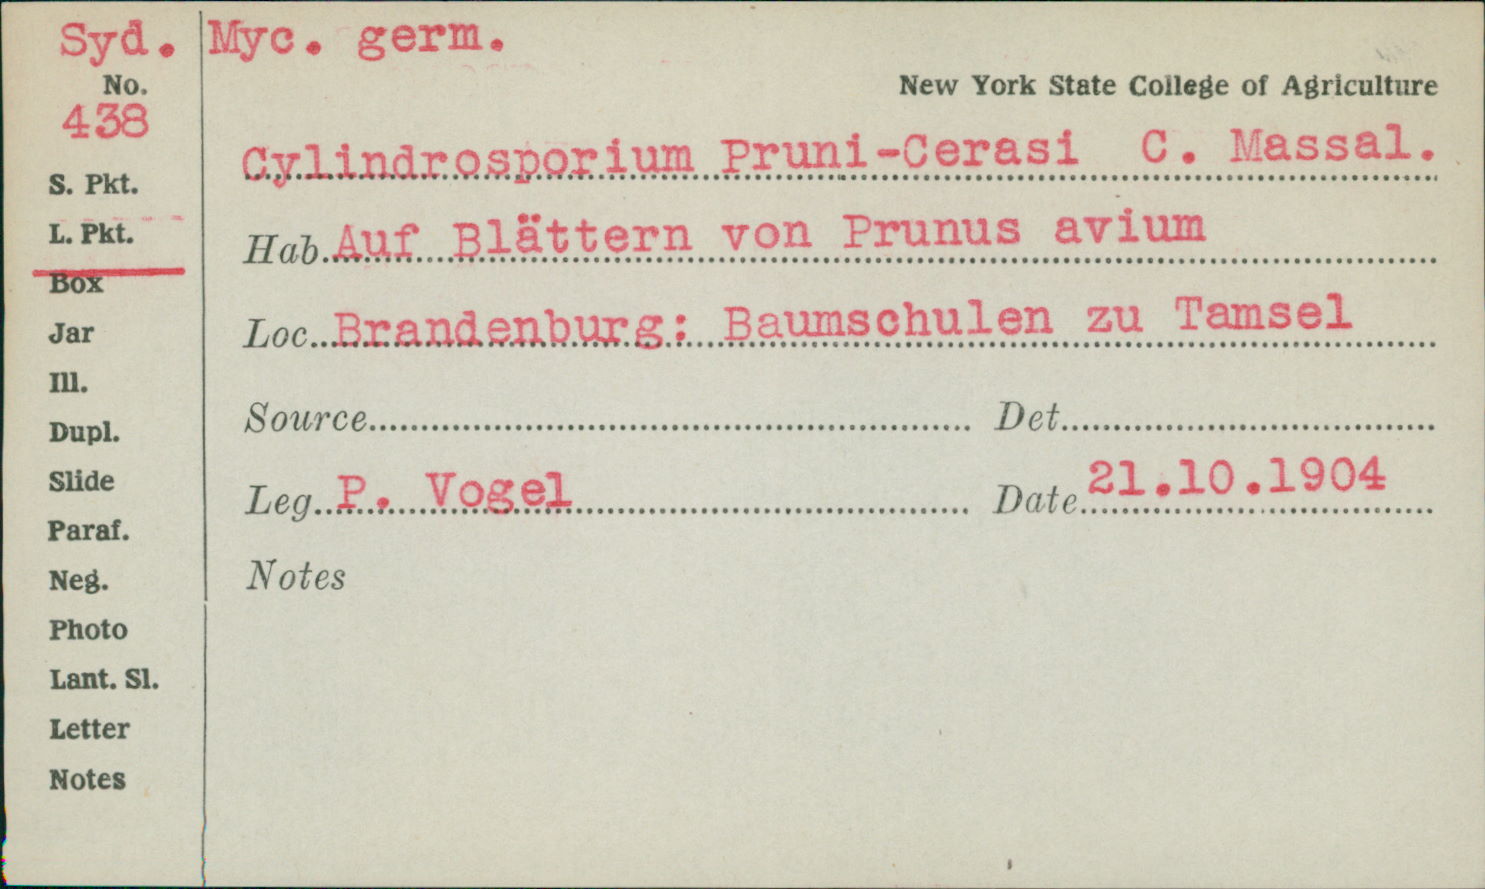 Syd. Myc. germ.
No.
438
New York State College of Agriculture
Cylindrosporium Pruni-Cerasi C. Massal.
S. Pkt.
L. Pkt.
Hab. Auf Blättern von Prunus avium
Box
Jar
Loc. Brandenburg: Baumschulen zu Tamsel
Ill.
Dupl.
Source Det.
Slide
Leg. P. Vogel Date 21.10.1904
Paraf.
Neg.
Notes
Photo
Lant. Sl.
Letter
Notes